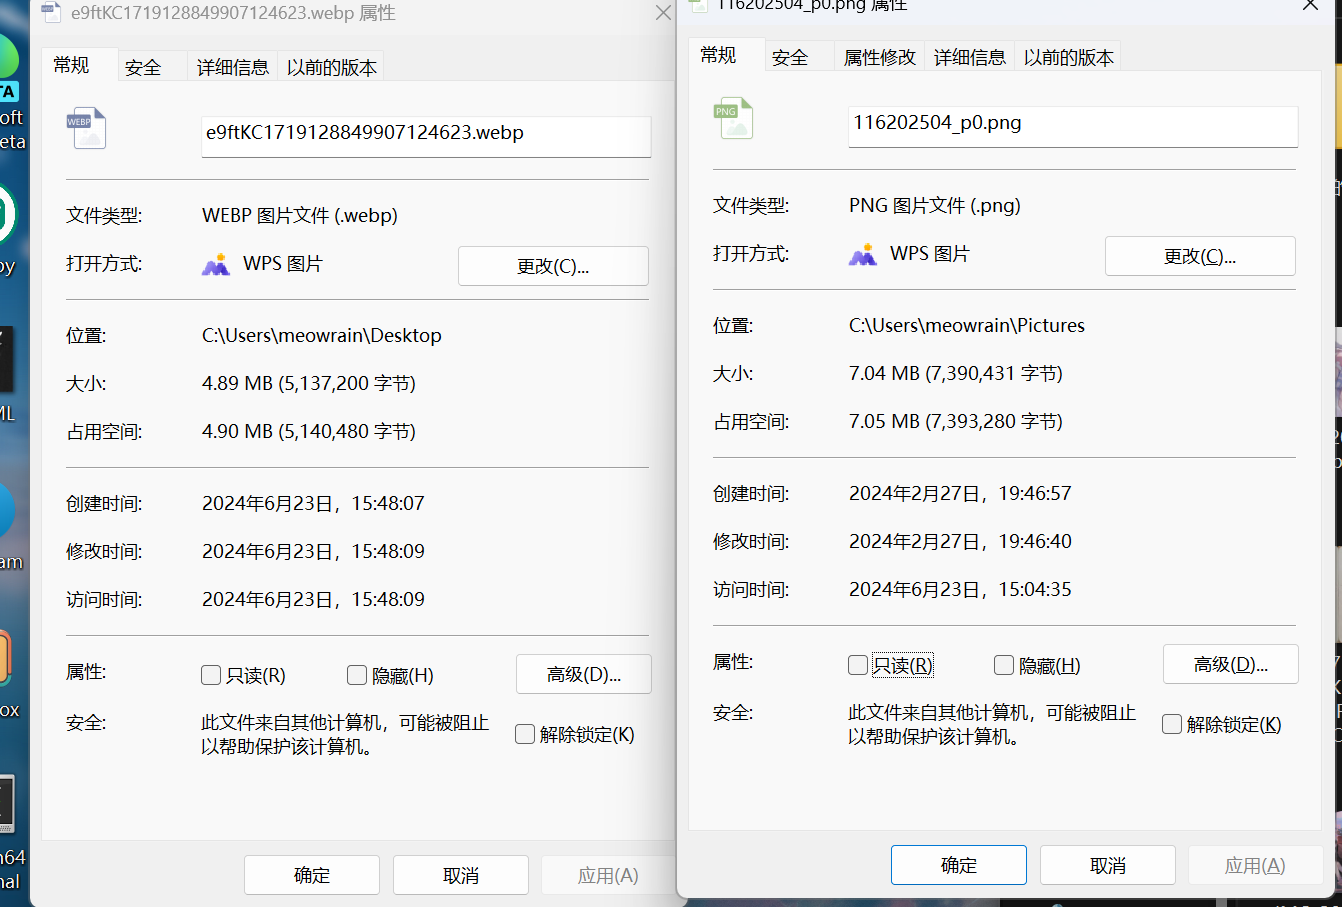 e9ftKC1719128849907124623.webp 属性
常规
安全
详细信息
以前的版本
WEBP
e9ftKC1719128849907124623.webp
文件类型:
WEBP 图片文件 (.webp)
打开方式:
WPS 图片
更改(C)...
位置:
C:\Users\meowrain\Desktop
大小:
4.89 MB (5,137,200 字节)
占用空间:
4.90 MB (5,140,480 字节)
创建时间:
2024年6月23日，15:48:07
修改时间:
2024年6月23日，15:48:09
访问时间:
2024年6月23日，15:48:09
属性:
只读(R)
隐藏(H)
高级(D)...
安全:
此文件来自其他计算机，可能被阻止
以帮助保护该计算机。
解除锁定(K)
确定
取消
应用(A)
116202504_p0.png 属性
常规
安全
属性修改
详细信息
以前的版本
PNG
116202504_p0.png
文件类型:
PNG 图片文件 (.png)
打开方式:
WPS 图片
更改(C)...
位置:
C:\Users\meowrain\Pictures
大小:
7.04 MB (7,390,431 字节)
占用空间:
7.05 MB (7,393,280 字节)
创建时间:
2024年2月27日，19:46:57
修改时间:
2024年2月27日，19:46:40
访问时间:
2024年6月23日，15:04:35
属性:
只读(R)
隐藏(H)
高级(D)...
安全:
此文件来自其他计算机，可能被阻止
以帮助保护该计算机。
解除锁定(K)
确定
取消
应用(A)